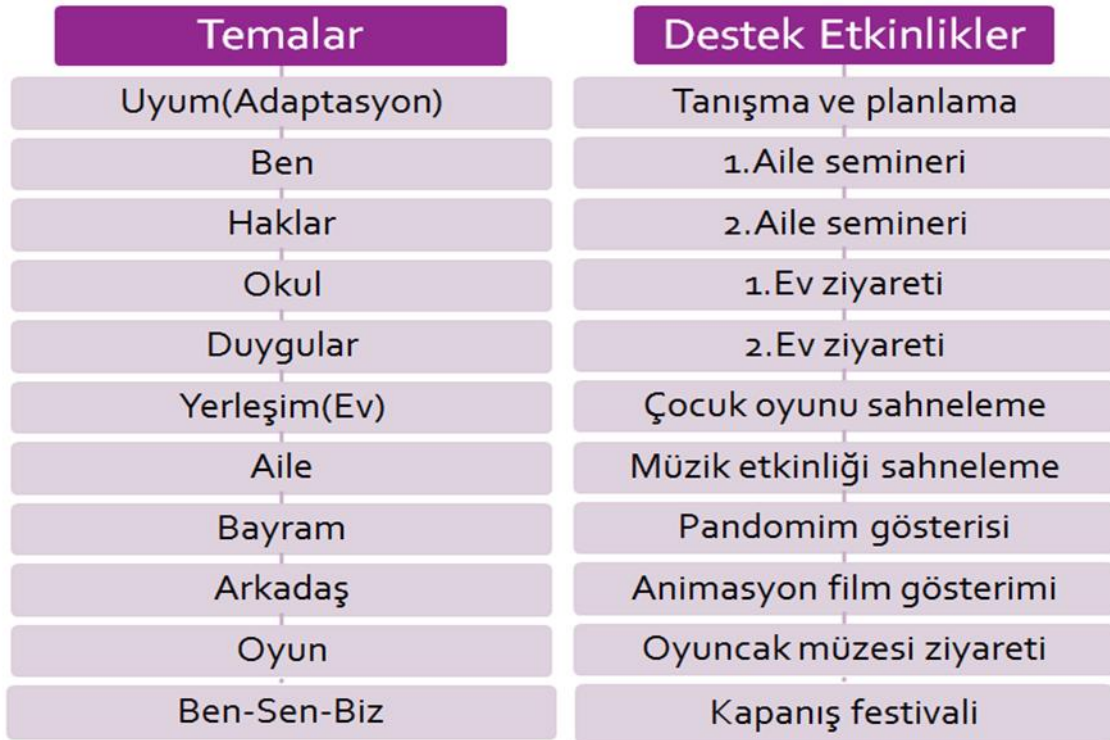 Temalar
Uyum(Adaptasyon)
Ben
Haklar
Okul
Duygular
Yerleşim(Ev)
Aile
Bayram
Arkadaş
Oyun
Ben-Sen-Biz
Destek Etkinlikler
Tanışma ve planlama
1.Aile semineri
2.Aile semineri
1.Ev ziyareti
2.Ev ziyareti
Çocuk oyunu sahneleme
Müzik etkinliği sahneleme
Pandomim gösterisi
Animasyon film gösterimi
Oyuncak müzesi ziyareti
Kapanış festivali